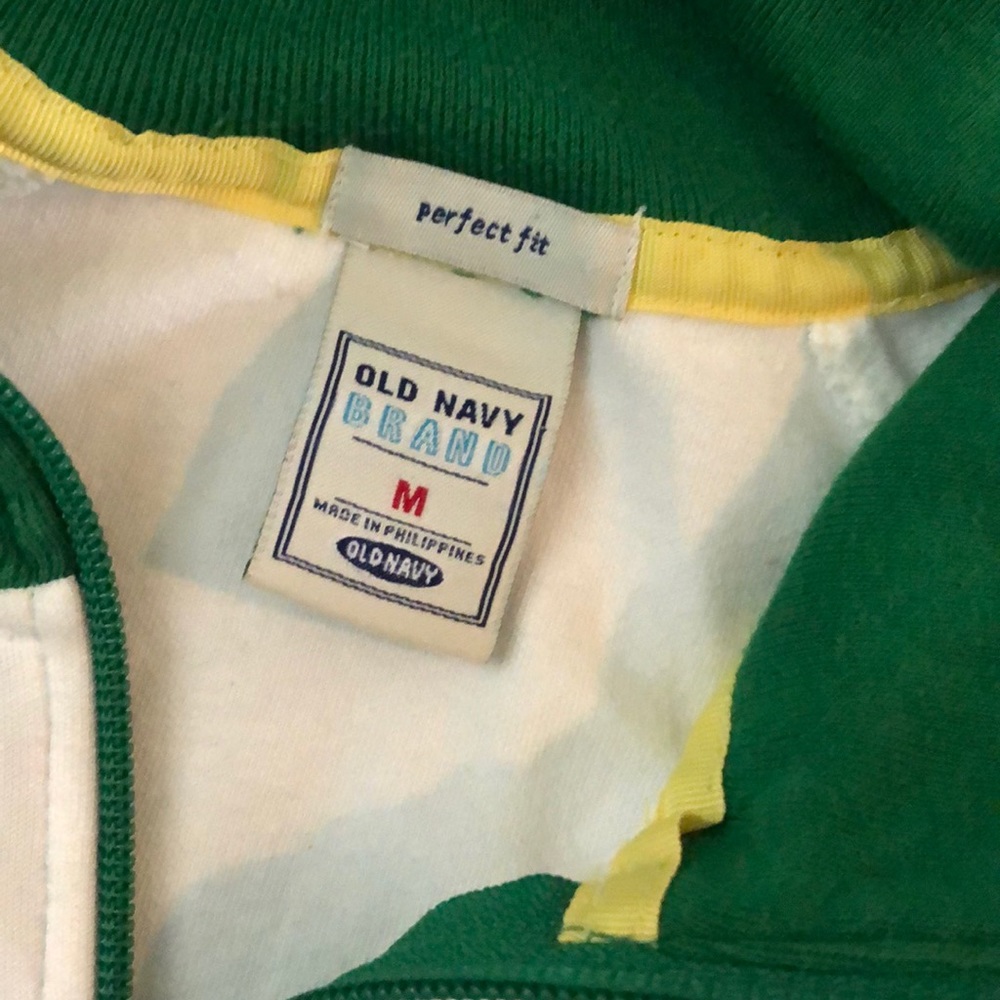 perfect fit
OLD NAVY
BRAND
M
MADE IN PHILIPPINES
OLD NAVY